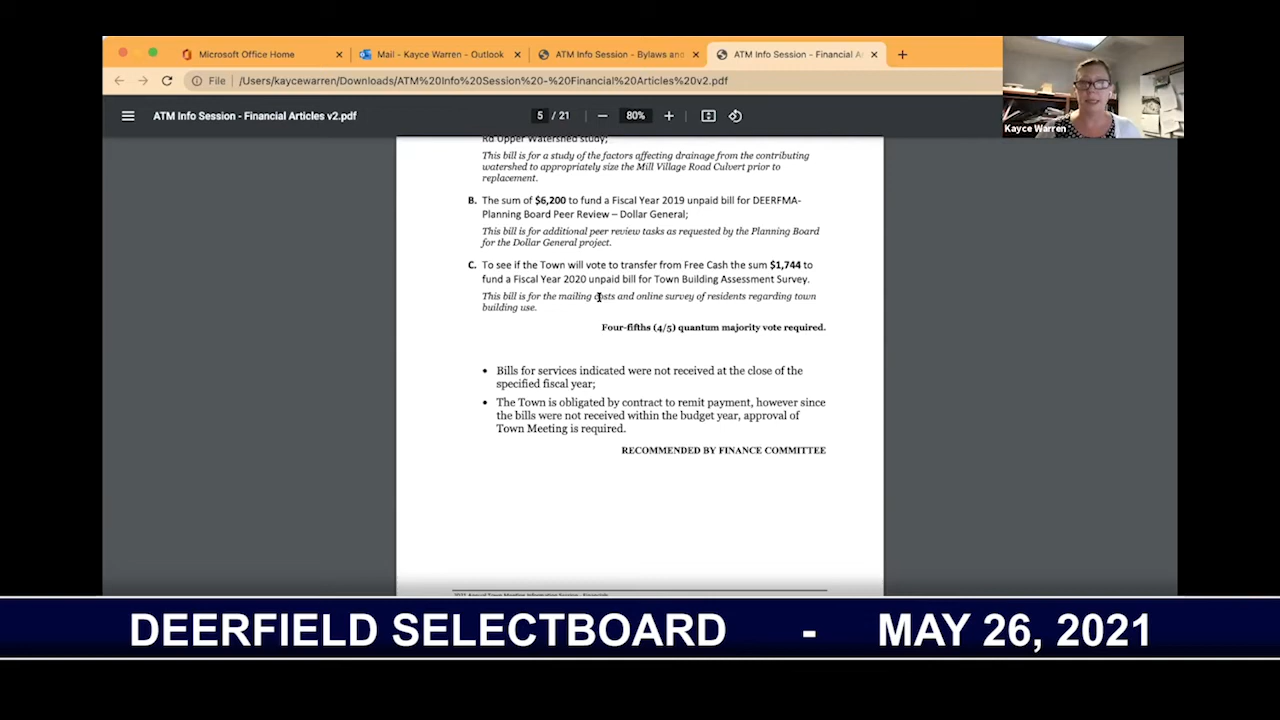 Microsoft Office Home
Mail - Kayce Warren - Outlook
ATM Info Session - Bylaws and
ATM Info Session - Financial A
File
/Users/kaycewarren/Downloads/ATM%20Info%20Session%20-%20Financial%20Articles%20v2.pdf
ATM Info Session - Financial Articles v2.pdf
5 / 21
80%
Kayce Warren
Rd Upper Watershed study;
This bill is for a study of the factors affecting drainage from the contributing
watershed to appropriately size the Mill Village Road Culvert prior to
replacement.
B. The sum of $6,200 to fund a Fiscal Year 2019 unpaid bill for DEERFMA-
Planning Board Peer Review – Dollar General;
This bill is for additional peer review tasks as requested by the Planning Board
for the Dollar General project.
C. To see if the Town will vote to transfer from Free Cash the sum $1,744 to
fund a Fiscal Year 2020 unpaid bill for Town Building Assessment Survey.
This bill is for the mailing costs and online survey of residents regarding town
building use.
Four-fifths (4/5) quantum majority vote required.
• Bills for services indicated were not received at the close of the
specified fiscal year;
• The Town is obligated by contract to remit payment, however since
the bills were not received within the budget year, approval of
Town Meeting is required.
RECOMMENDED BY FINANCE COMMITTEE
2021 Annual Town Meeting Information Session - Financials
DEERFIELD SELECTBOARD - MAY 26, 2021